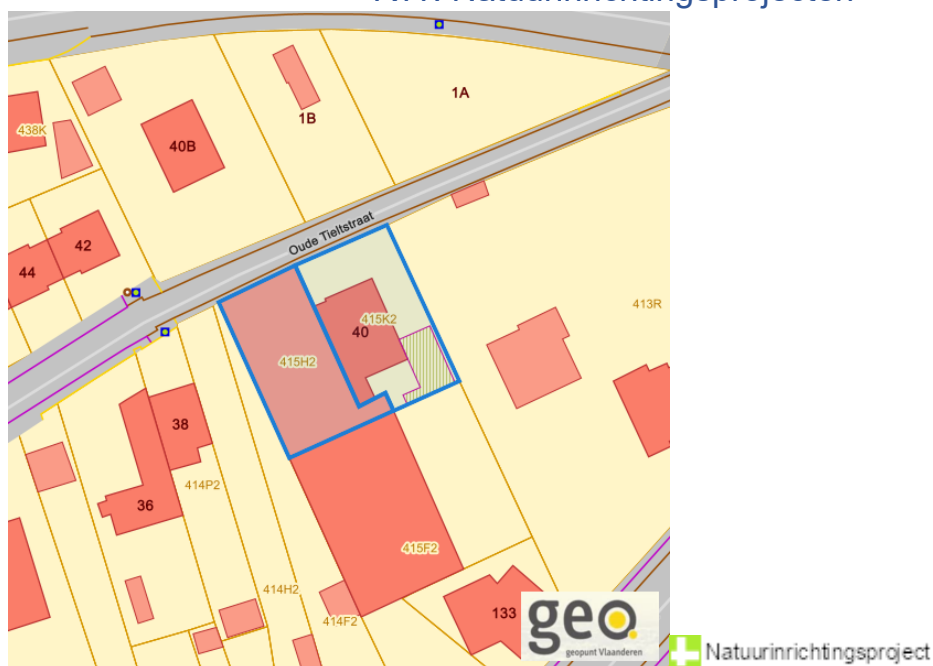 Natuurinrichtingsprojecten
1A
1B
438K
40B
Oude Tieltstraat
42
44
413R
40
415K2
415H2
38
414P2
36
415F2
414H2
414F2
133
geo
geopunt Vlaanderen
Natuurinrichtingsproject